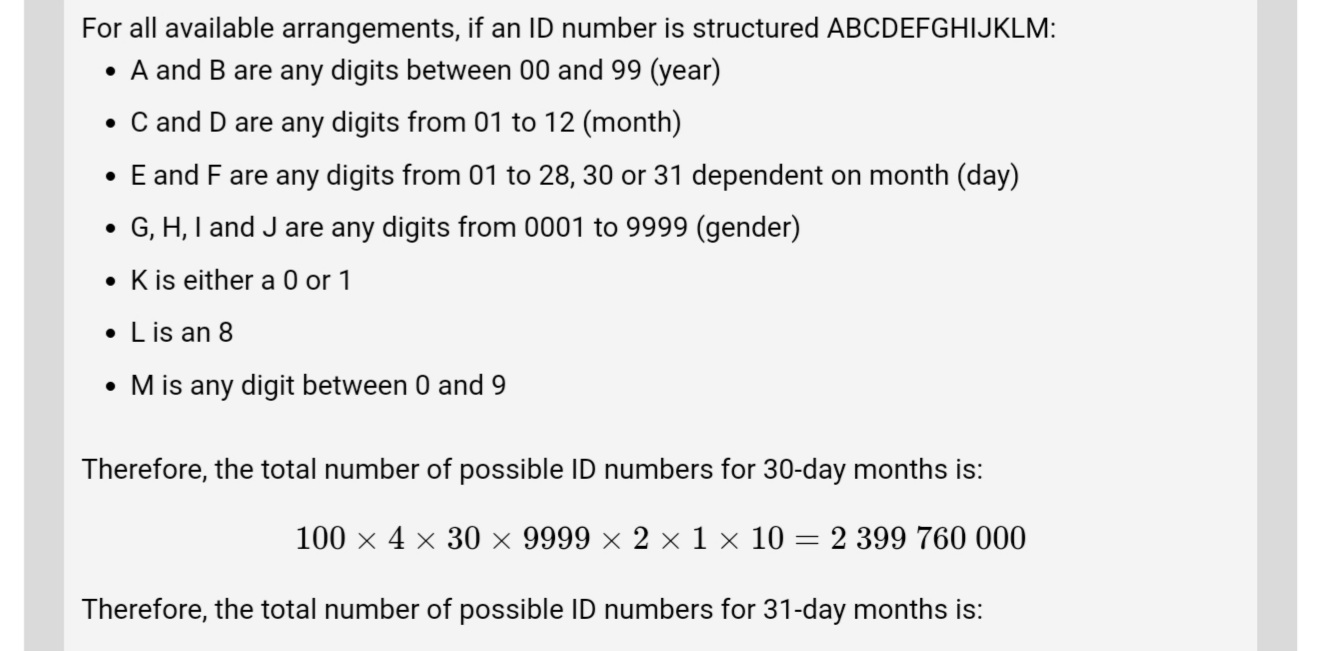 For all available arrangements, if an ID number is structured ABCDEFGHIJKLM:
• A and B are any digits between 00 and 99 (year)
• C and D are any digits from 01 to 12 (month)
• E and F are any digits from 01 to 28, 30 or 31 dependent on month (day)
• G, H, I and J are any digits from 0001 to 9999 (gender)
• K is either a 0 or 1
• L is an 8
• M is any digit between 0 and 9
Therefore, the total number of possible ID numbers for 30-day months is:
100 × 4 × 30 × 9999 × 2 × 1 × 10 = 2 399 760 000
Therefore, the total number of possible ID numbers for 31-day months is: